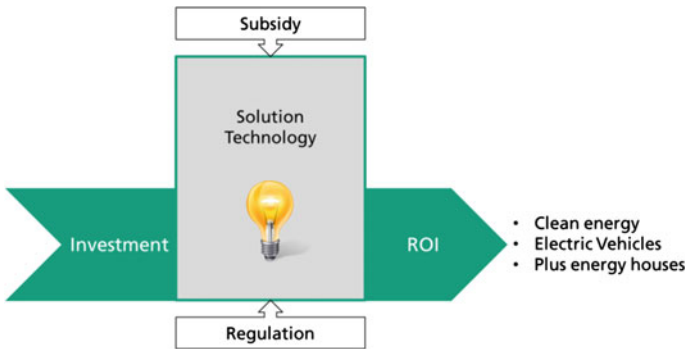 Subsidy
Solution
Technology
Investment
ROI
• Clean energy
• Electric Vehicles
• Plus energy houses
Regulation